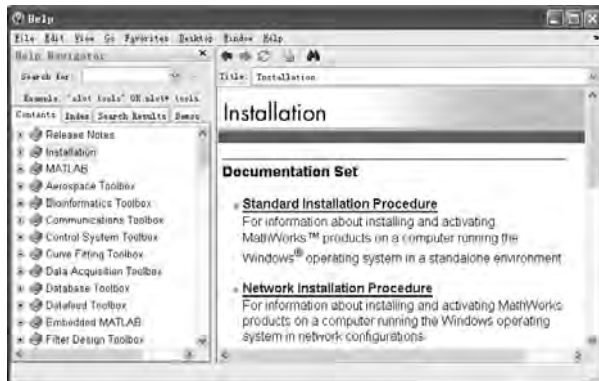 Help
File Edit View Go Favorites Desktop Window Help
Help Navigator
Search for:
Example: "plot tools" OR plot* tools
Contents Index Search Results Demos
Release Notes
Installation
MATLAB
Aerospace Toolbox
Bioinformatics Toolbox
Communications Toolbox
Control System Toolbox
Curve Fitting Toolbox
Data Acquisition Toolbox
Database Toolbox
Datafeed Toolbox
Embedded MATLAB
Filter Design Toolbox
Title: Installation
Installation
Documentation Set
Standard Installation Procedure
For information about installing and activating
MathWorks™ products on a computer running the
Windows® operating system in a standalone environment
Network Installation Procedure
For information about installing and activating MathWorks
products on a computer running the Windows operating
system in network configurations.